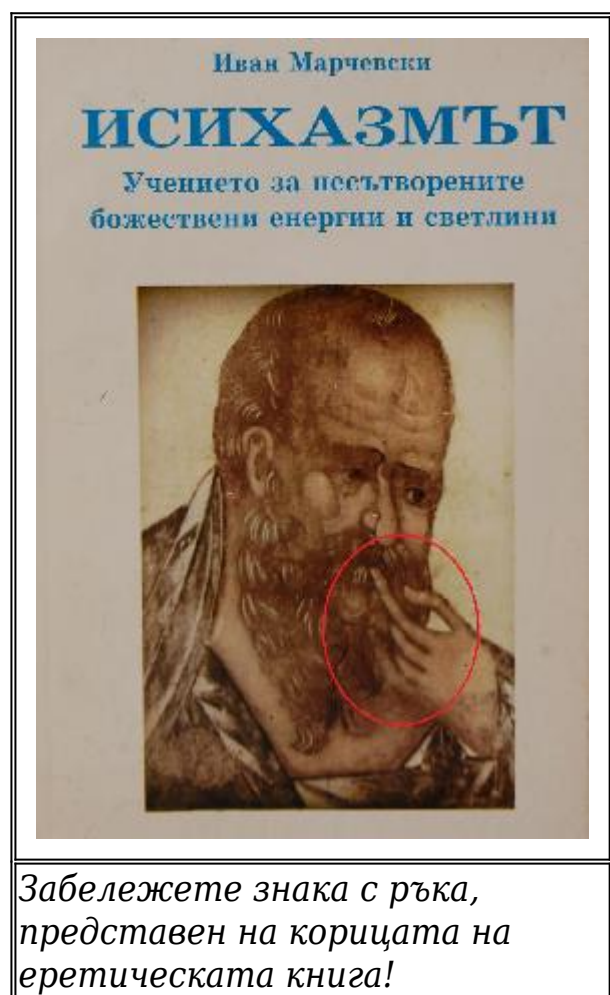 Иван Марчевски
ИСИХАЗМЪТ
Учението за несътворените
божествени енергии и светлини
Забележете знака с ръка,
представен на корицата на
еретическата книга!